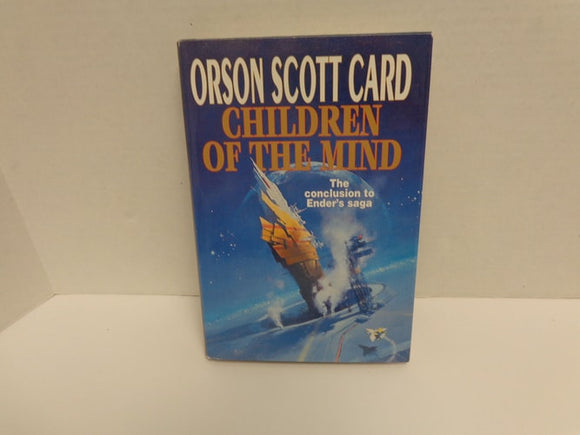 ORSON SCOTT CARD
CHILDREN
OF THE MIND
The
conclusion to
Ender's saga